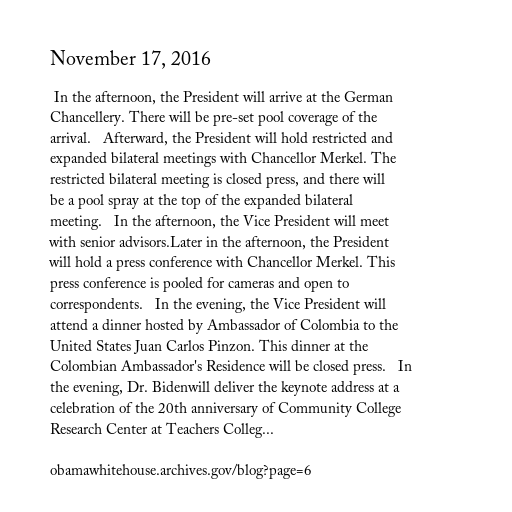 November 17, 2016
In the afternoon, the President will arrive at the German
Chancellery. There will be pre-set pool coverage of the
arrival.   Afterward, the President will hold restricted and
expanded bilateral meetings with Chancellor Merkel. The
restricted bilateral meeting is closed press, and there will
be a pool spray at the top of the expanded bilateral
meeting.   In the afternoon, the Vice President will meet
with senior advisors.Later in the afternoon, the President
will hold a press conference with Chancellor Merkel. This
press conference is pooled for cameras and open to
correspondents.   In the evening, the Vice President will
attend a dinner hosted by Ambassador of Colombia to the
United States Juan Carlos Pinzon. This dinner at the
Colombian Ambassador's Residence will be closed press.   In
the evening, Dr. Bidenwill deliver the keynote address at a
celebration of the 20th anniversary of Community College
Research Center at Teachers Colleg...
obamawhitehouse.archives.gov/blog?page=6